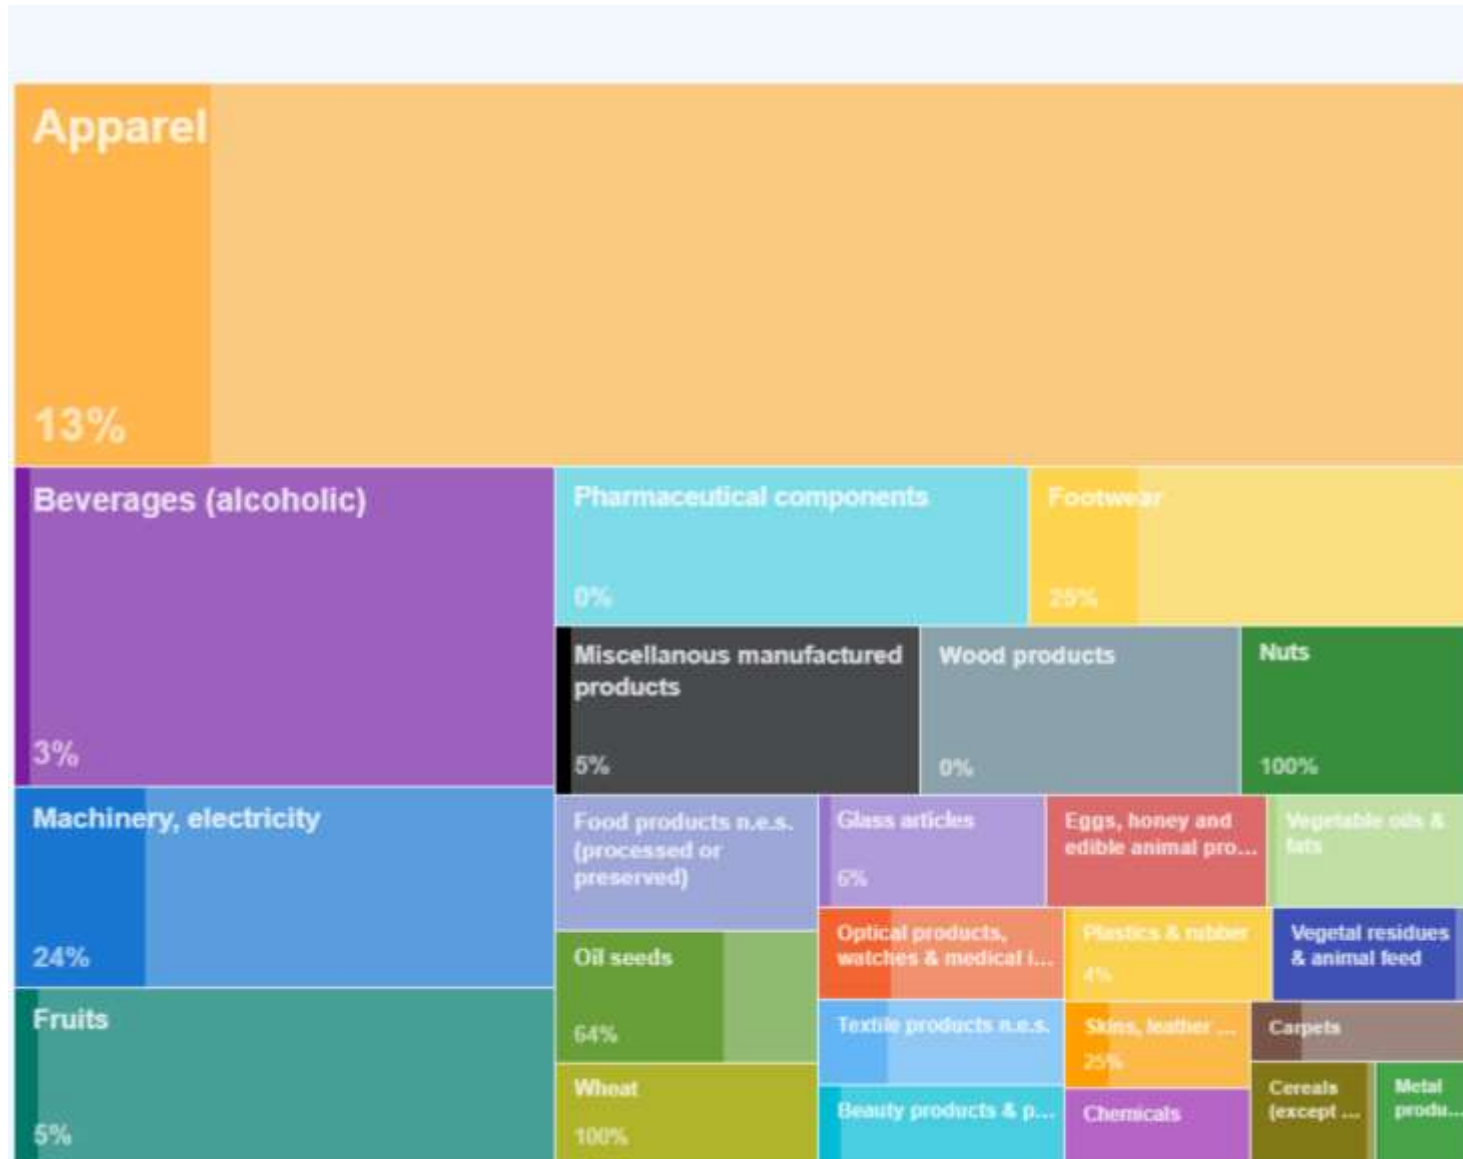 Apparel
13%
Beverages (alcoholic)
3%
Machinery, electricity
24%
Fruits
5%
Pharmaceutical components
0%
Footwear
25%
Miscellanous manufactured
products
5%
Wood products
0%
Nuts
100%
Food products n.e.s.
(processed or
preserved)
Glass articles
6%
Eggs, honey and
edible animal pro...
Vegetable oils &
fats
Oil seeds
64%
Wheat
100%
Optical products,
watches & medical i...
Plastics & rubber
4%
Vegetal residues
& animal feed
Textile products n.e.s.
Skins, leather ...
25%
Carpets
Beauty products & p...
Chemicals
Cereals
(except ...
Metal
produ...